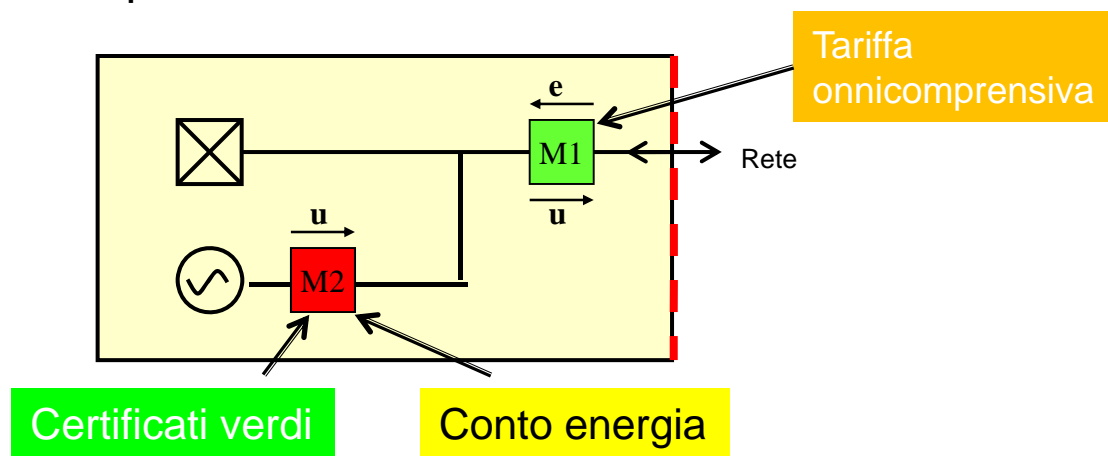 Tariffa
onnicomprensiva
e
M1
Rete
u
u
M2
Certificati verdi
Conto energia